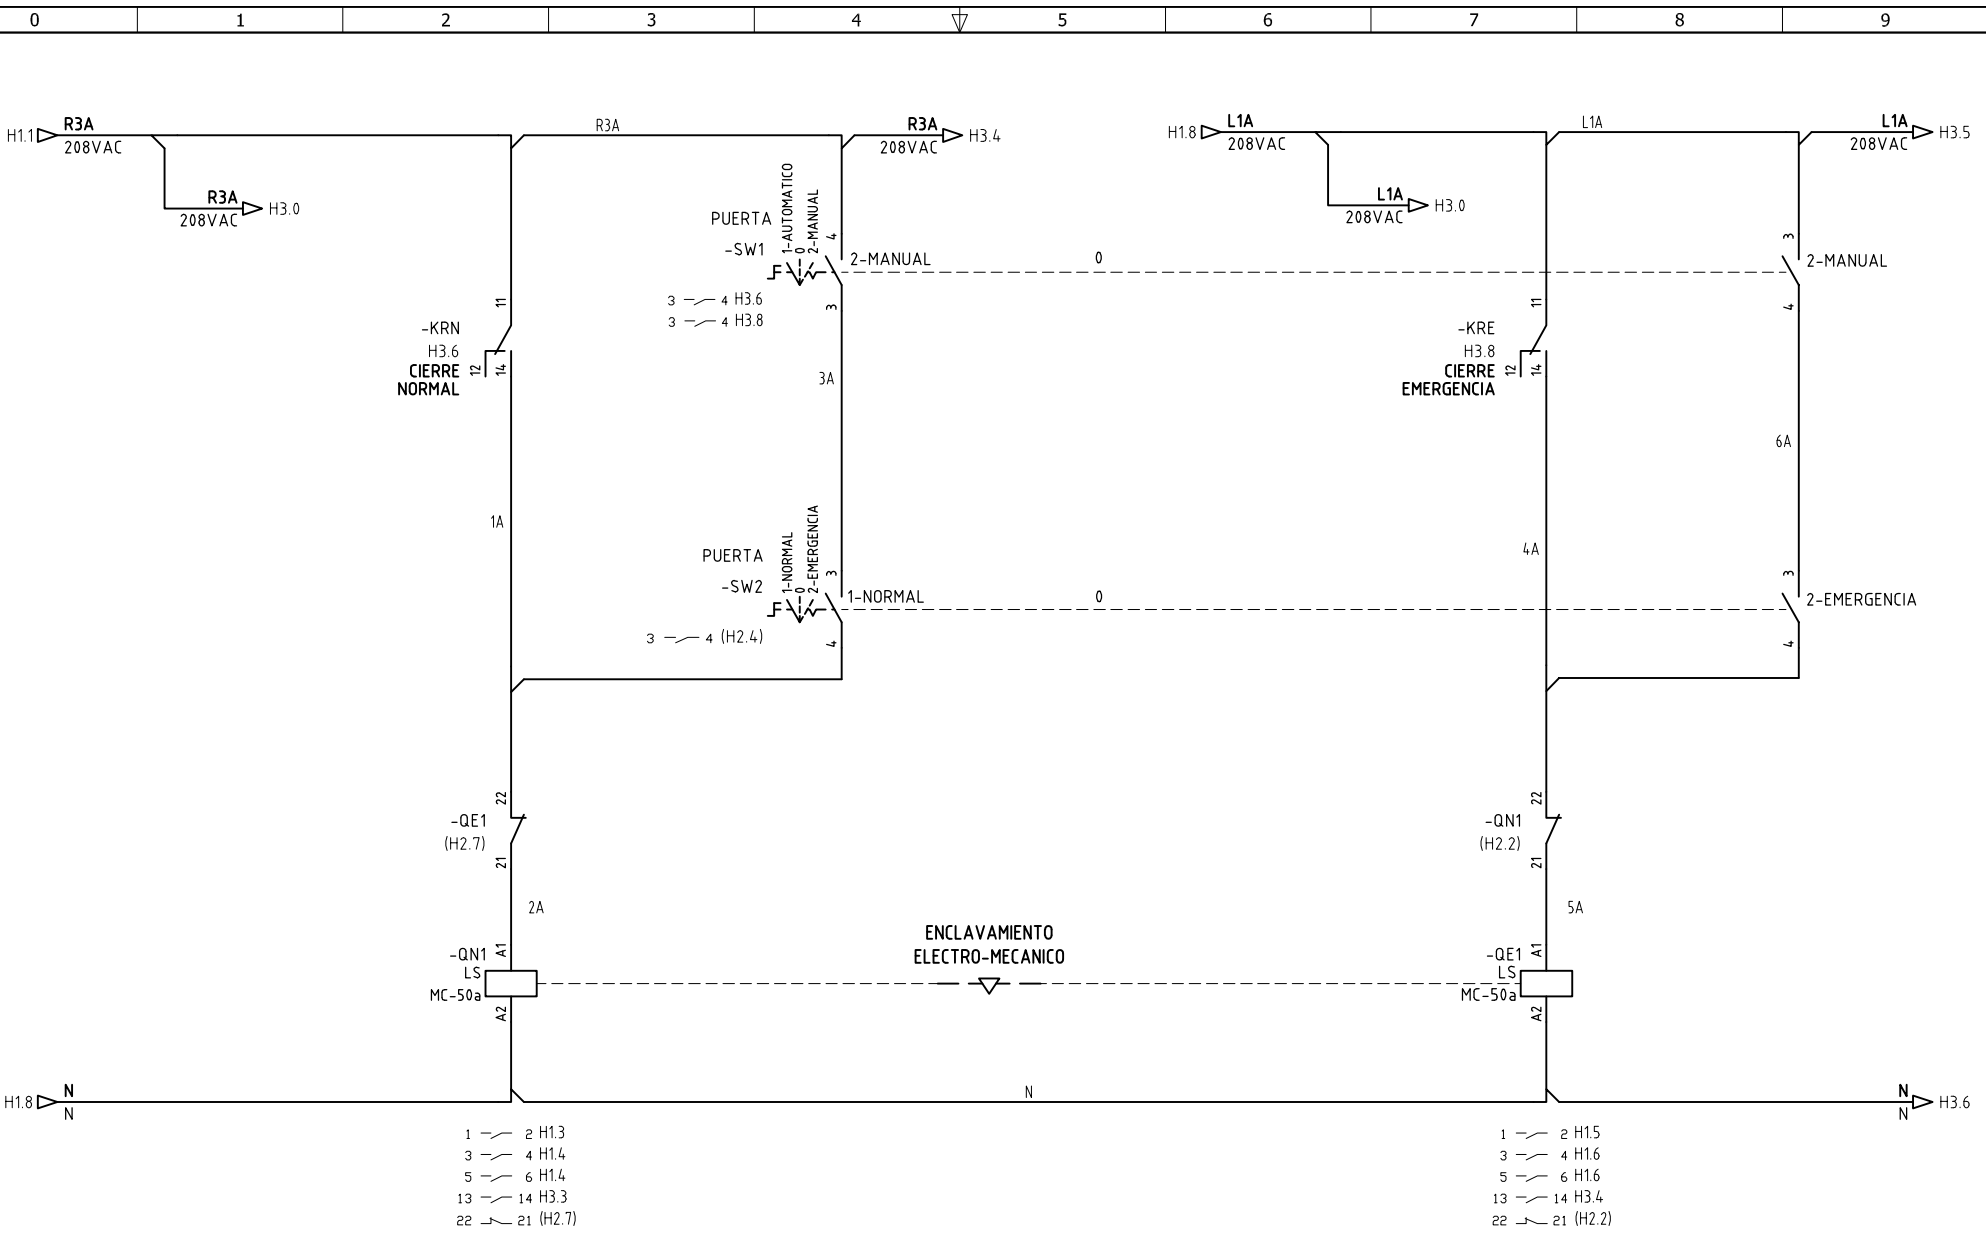 0 1 2 3 4 5 6 7 8 9
H1.1 R3A
208VAC
R3A
208VAC H3.0
R3A
R3A
208VAC H3.4
H1.8 L1A
208VAC
L1A
208VAC H3.0
L1A
L1A
208VAC H3.5
PUERTA
-SW1
1-AUTOMATICO
0
2-MANUAL
4
2-MANUAL
3
0
3
2-MANUAL
4
3 4 H3.6
3 4 H3.8
11
-KRN
H3.6
CIERRE
NORMAL
12
14
3A
11
-KRE
H3.8
CIERRE
EMERGENCIA
12
14
6A
1A
4A
PUERTA
-SW2
1-NORMAL
0
2-EMERGENCIA
3
1-NORMAL
4
0
3
2-EMERGENCIA
4
3 4 (H2.4)
22
-QE1
(H2.7)
21
22
-QN1
(H2.2)
21
2A
5A
ENCLAVAMIENTO
ELECTRO-MECANICO
A1
-QN1
LS
MC-50a
A2
A1
-QE1
LS
MC-50a
A2
H1.8 N
N
N
N
N H3.6
1 2 H1.3
3 4 H1.4
5 6 H1.4
13 14 H3.3
22 21 (H2.7)
1 2 H1.5
3 4 H1.6
5 6 H1.6
13 14 H3.4
22 21 (H2.2)